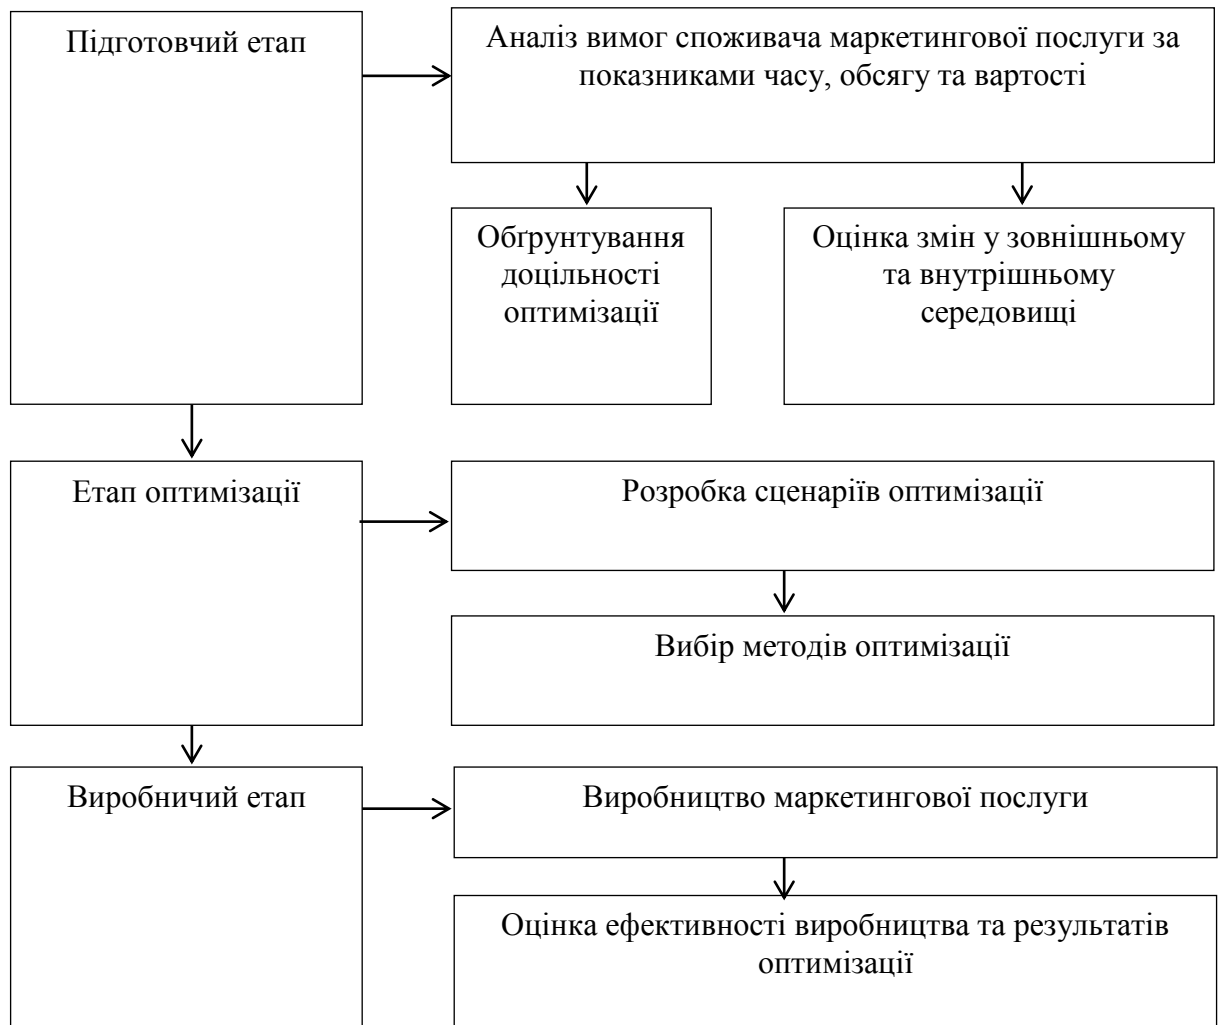 Підготовчий етап
Аналіз вимог споживача маркетингової послуги за
показниками часу, обсягу та вартості
Обґрунтування
доцільності
оптимізації
Оцінка змін у зовнішньому
та внутрішньому
середовищі
Етап оптимізації
Розробка сценаріїв оптимізації
Вибір методів оптимізації
Виробничий етап
Виробництво маркетингової послуги
Оцінка ефективності виробництва та результатів
оптимізації